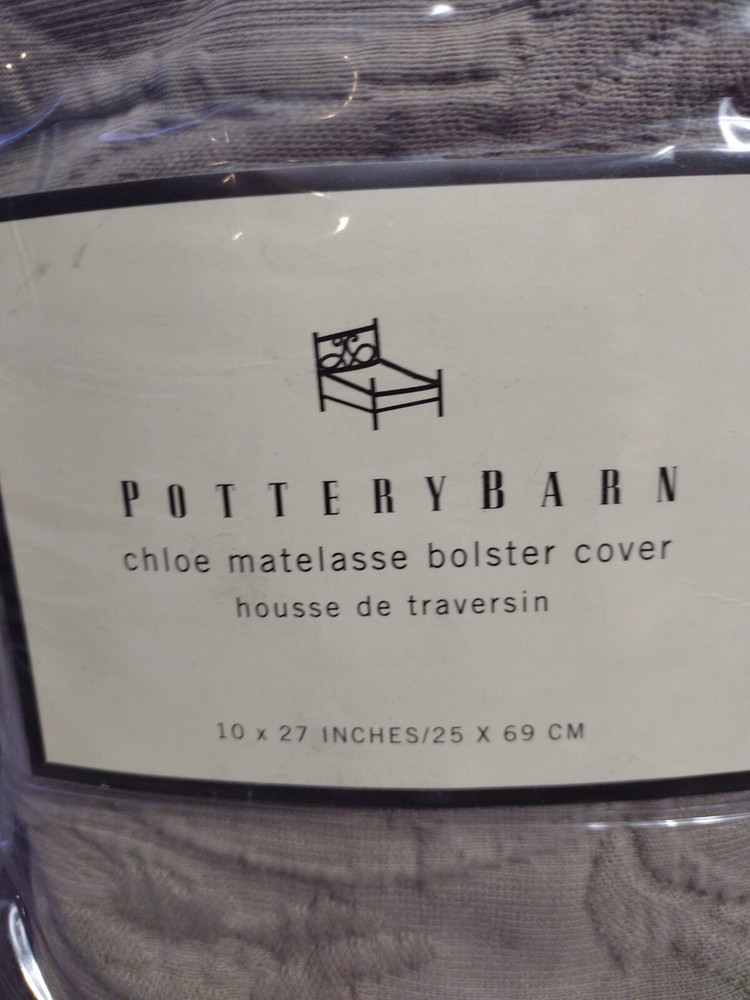 POTTERYBARN
chloe matelasse bolster cover
housse de traversin
10 x 27 INCHES/25 X 69 CM